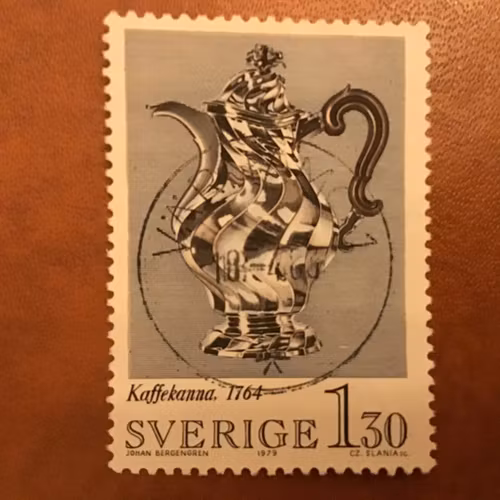 Kaffekanna, 1764
SVERIGE 1 30
JOHAN BERGENGREN 1979 CZ. SLANIA SC.